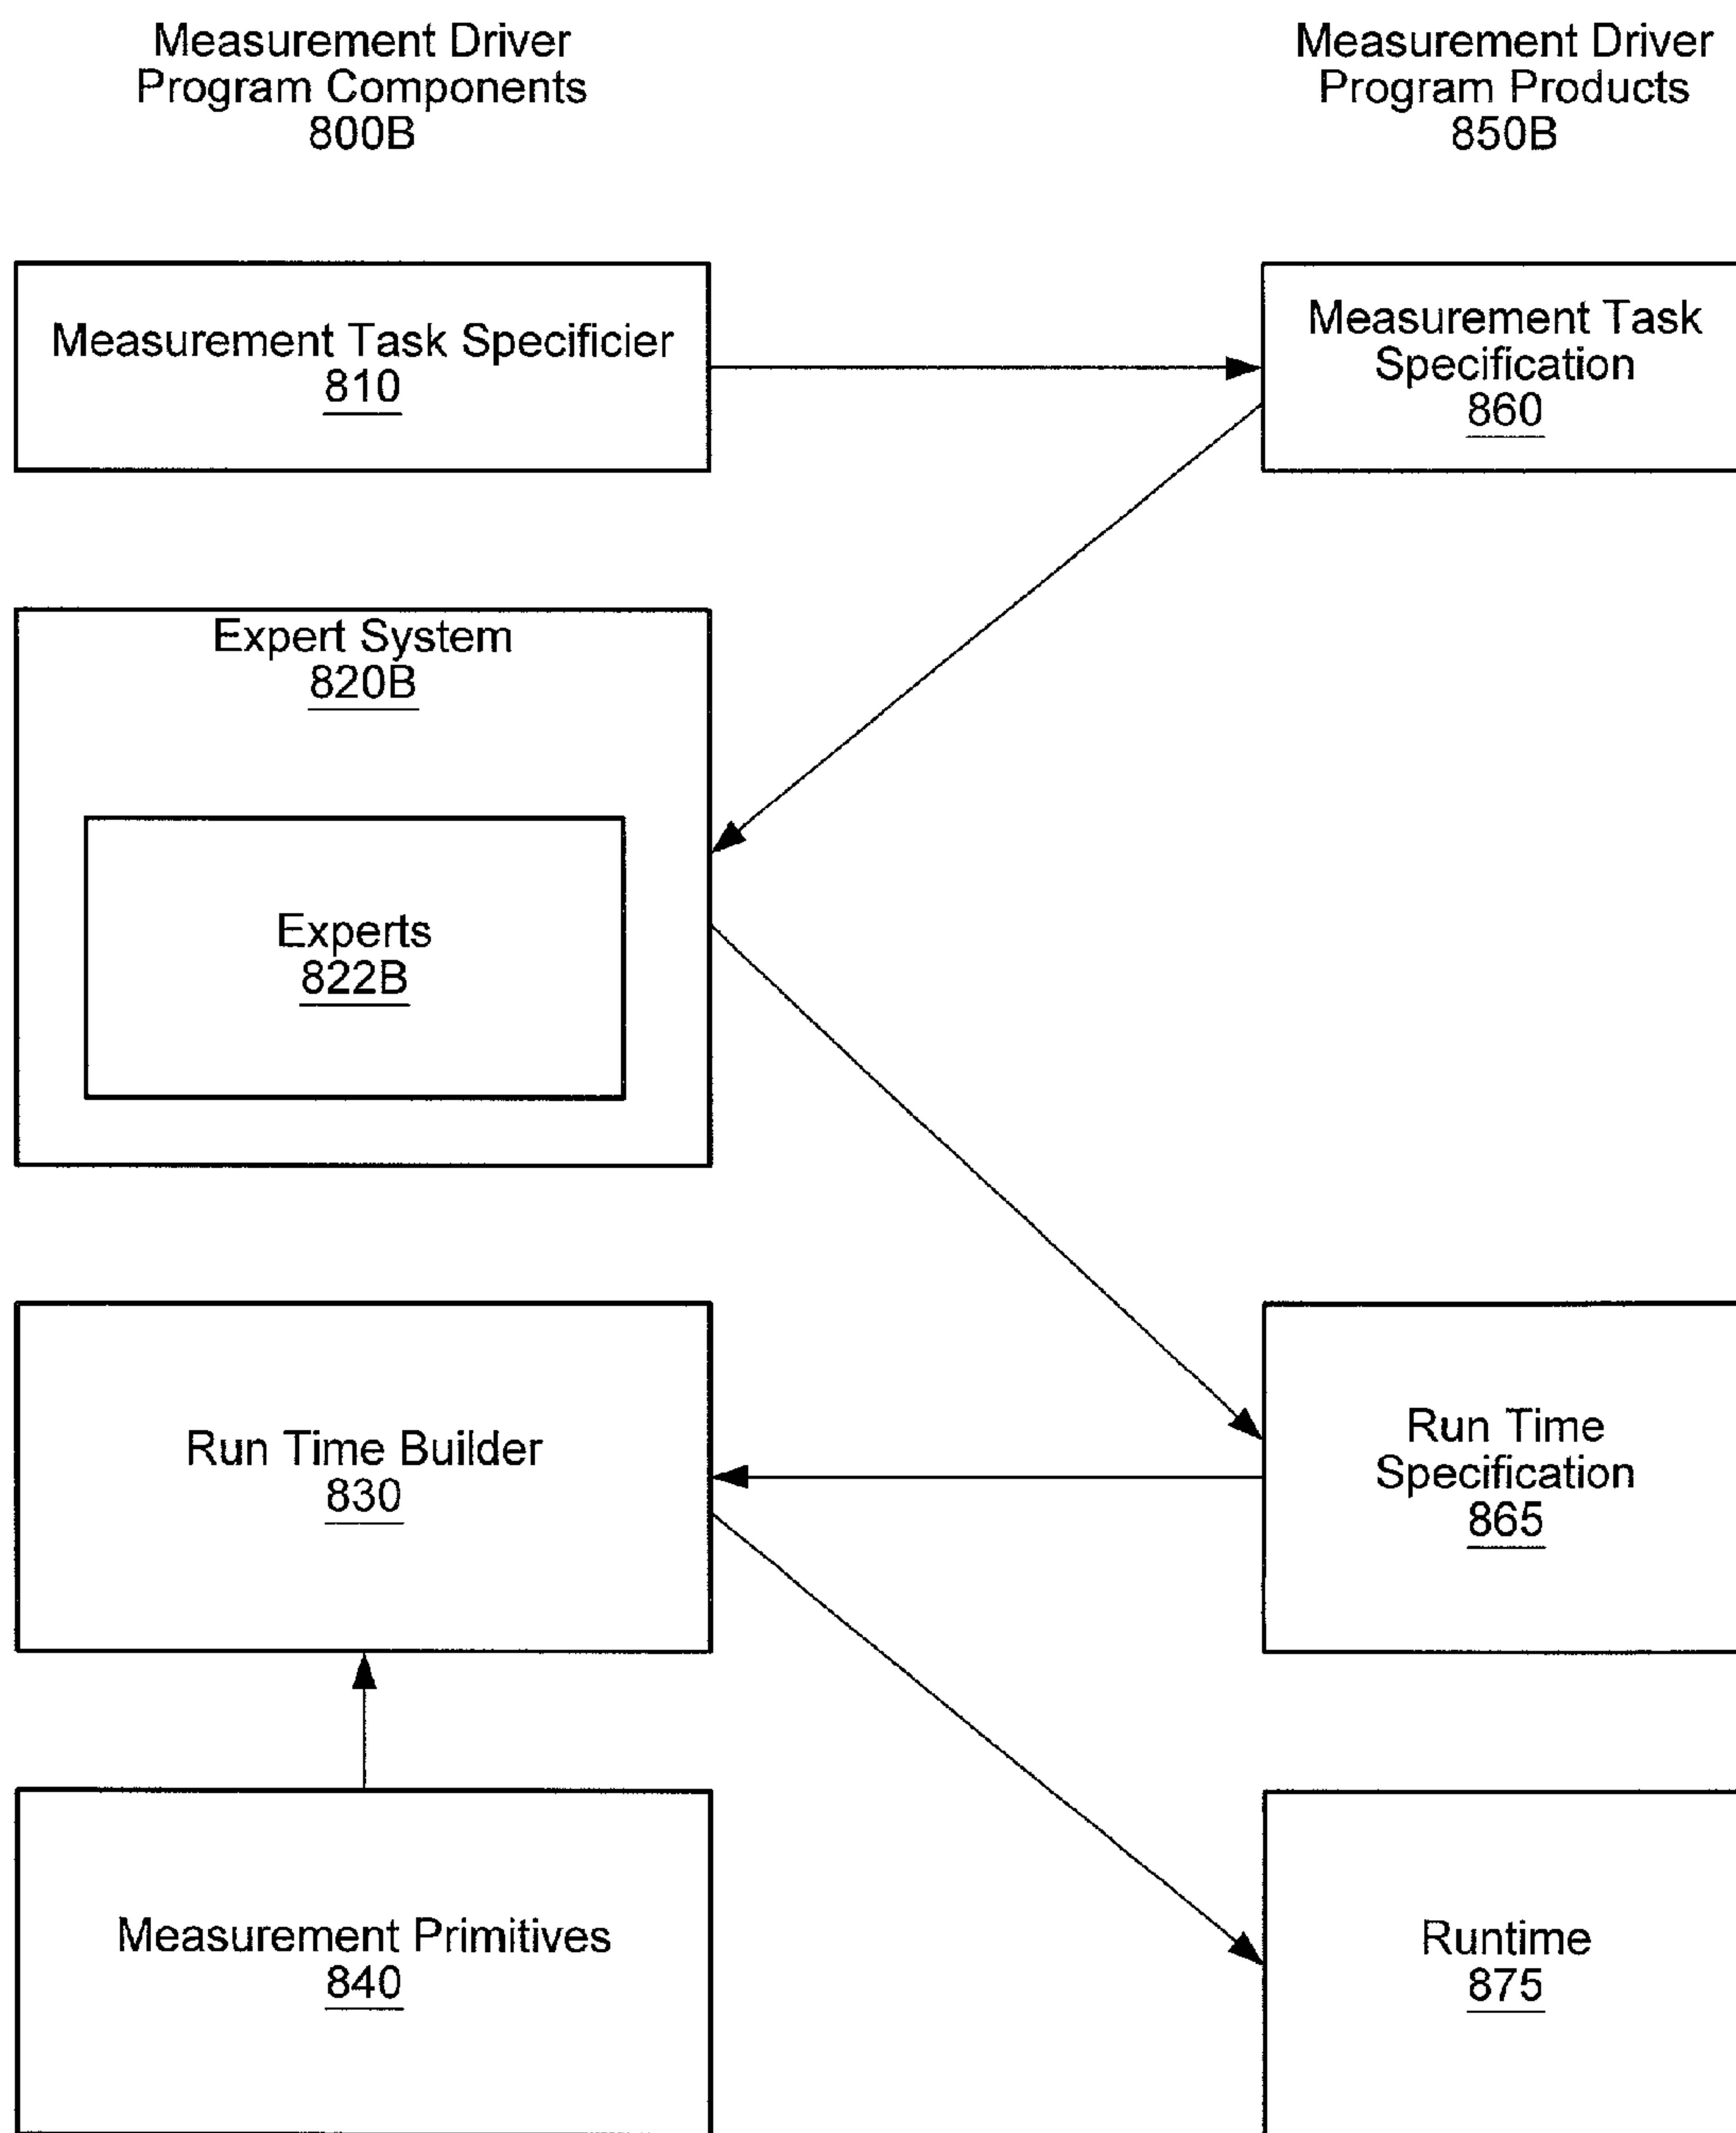 Measurement Driver
Program Components
800B
Measurement Driver
Program Products
850B
Measurement Task Specificier
810
Measurement Task
Specification
860
Expert System
820B
Experts
822B
Run Time Builder
830
Run Time
Specification
865
Measurement Primitives
840
Runtime
875